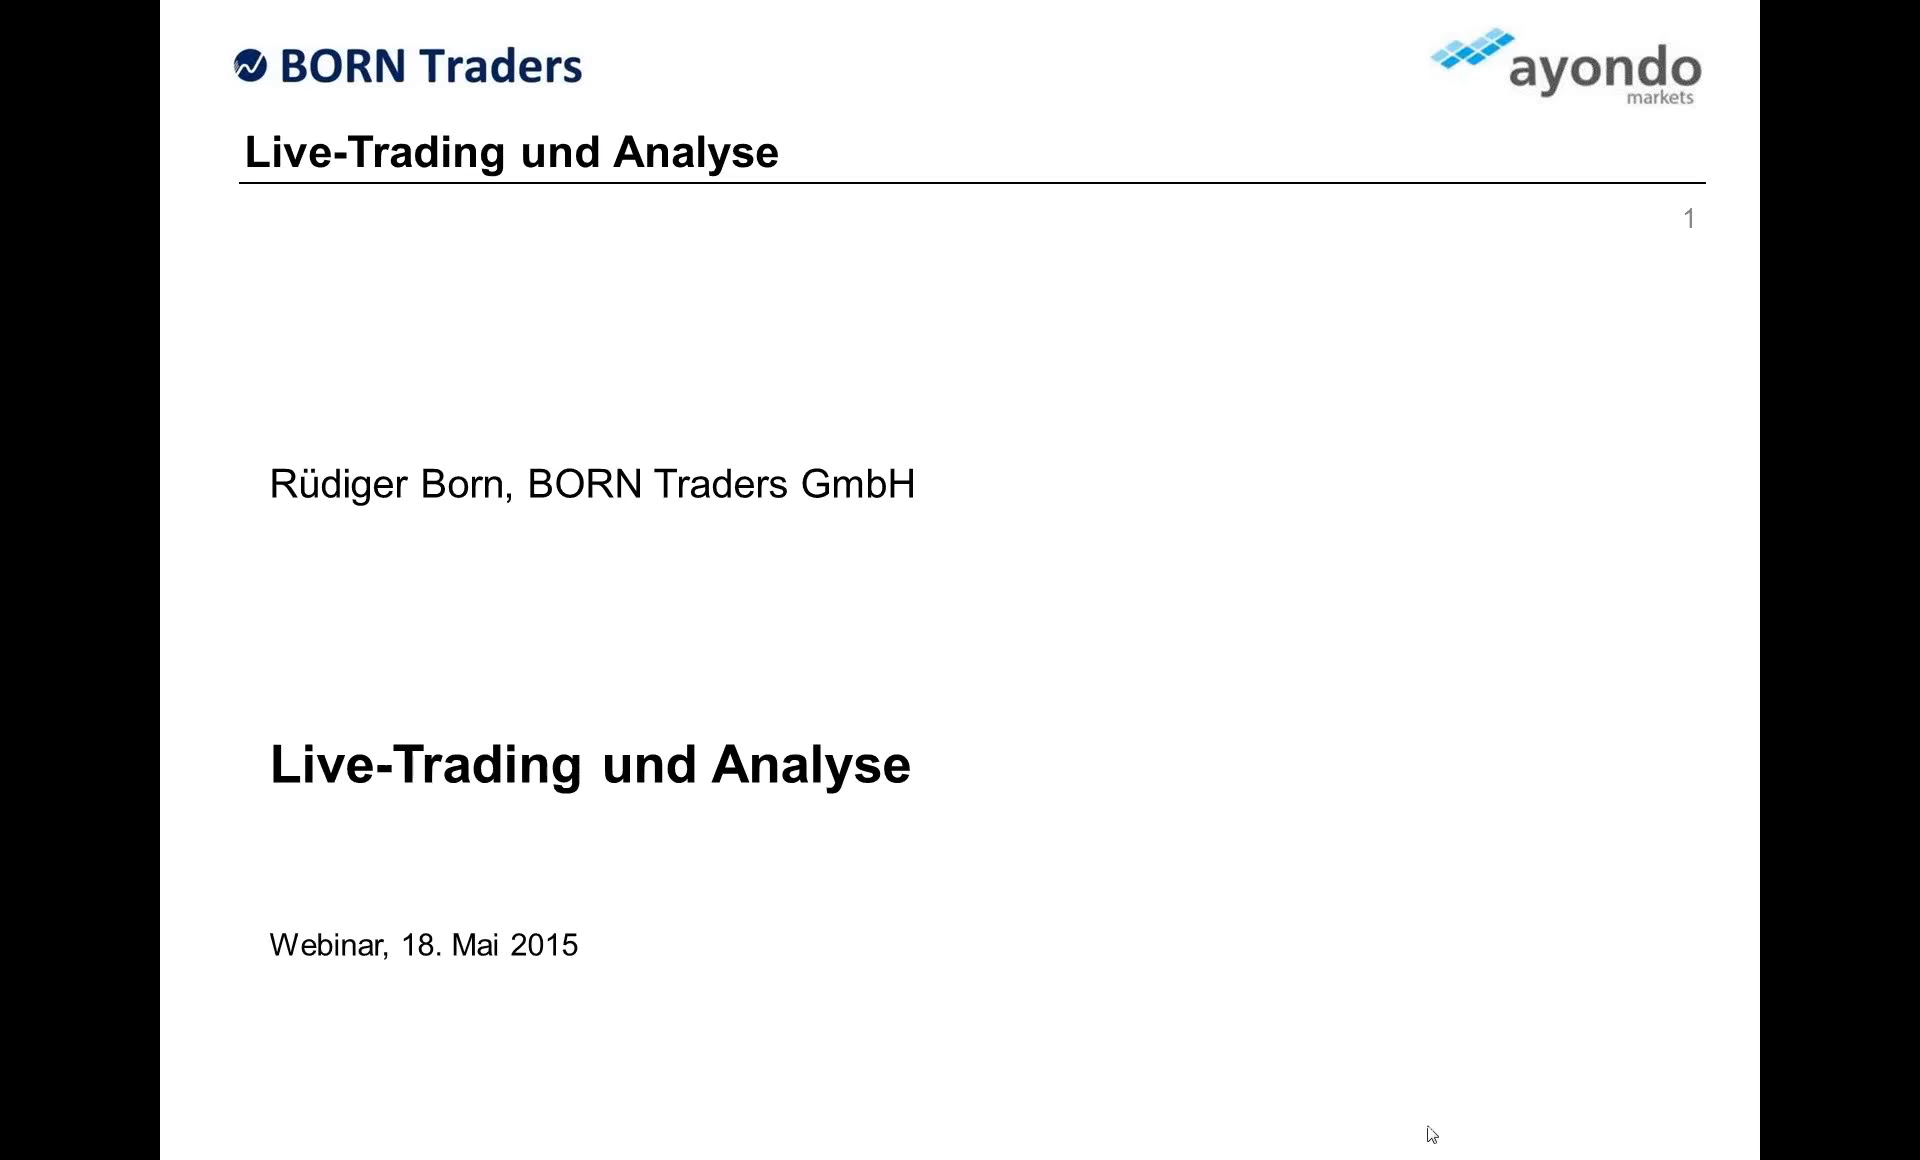 BORN Traders
ayondo
markets
Live-Trading und Analyse
1
Rüdiger Born, BORN Traders GmbH
Live-Trading und Analyse
Webinar, 18. Mai 2015